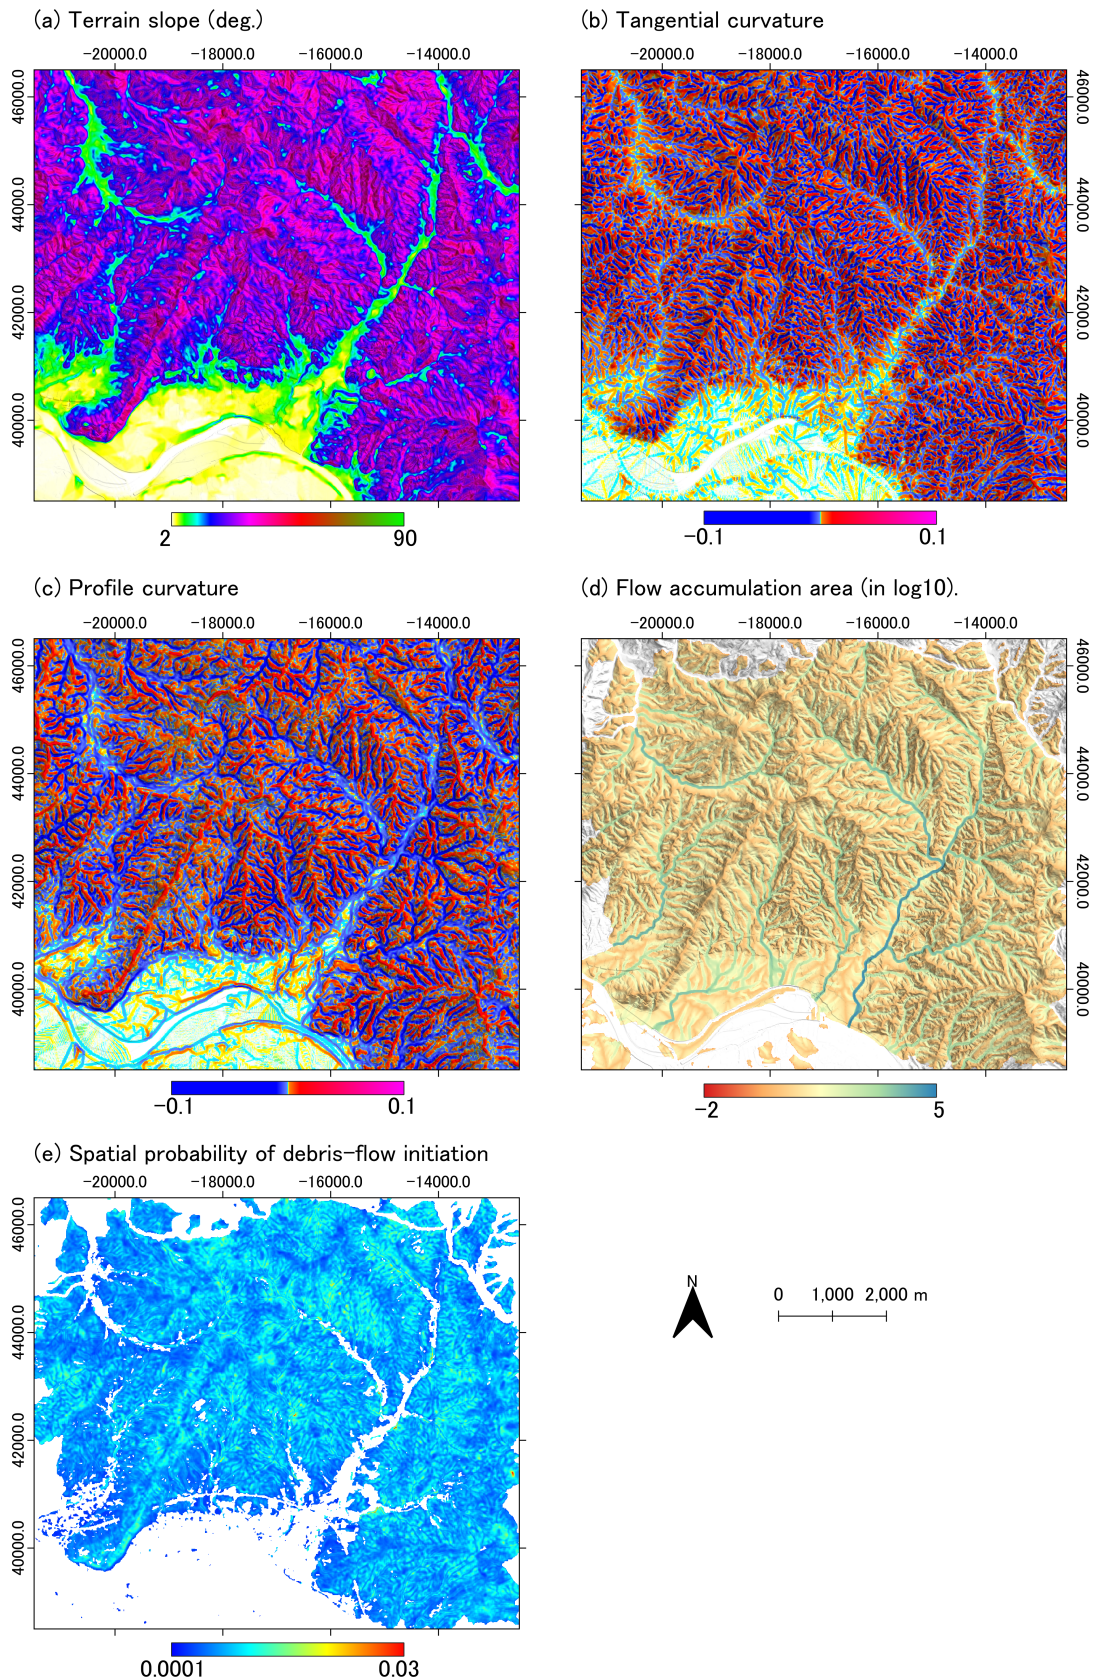 (a) Terrain slope (deg.)
(b) Tangential curvature
-20000.0 -18000.0 -16000.0 -14000.0
-20000.0 -18000.0 -16000.0 -14000.0
46000.0
44000.0
42000.0
40000.0
46000.0
44000.0
42000.0
40000.0
2 90
-0.1 0.1
(c) Profile curvature
(d) Flow accumulation area (in log10).
-20000.0 -18000.0 -16000.0 -14000.0
-20000.0 -18000.0 -16000.0 -14000.0
46000.0
44000.0
42000.0
40000.0
46000.0
44000.0
42000.0
40000.0
-0.1 0.1
-2 5
(e) Spatial probability of debris-flow initiation
-20000.0 -18000.0 -16000.0 -14000.0
46000.0
44000.0
42000.0
40000.0
N
0 1,000 2,000 m
0.0001 0.03